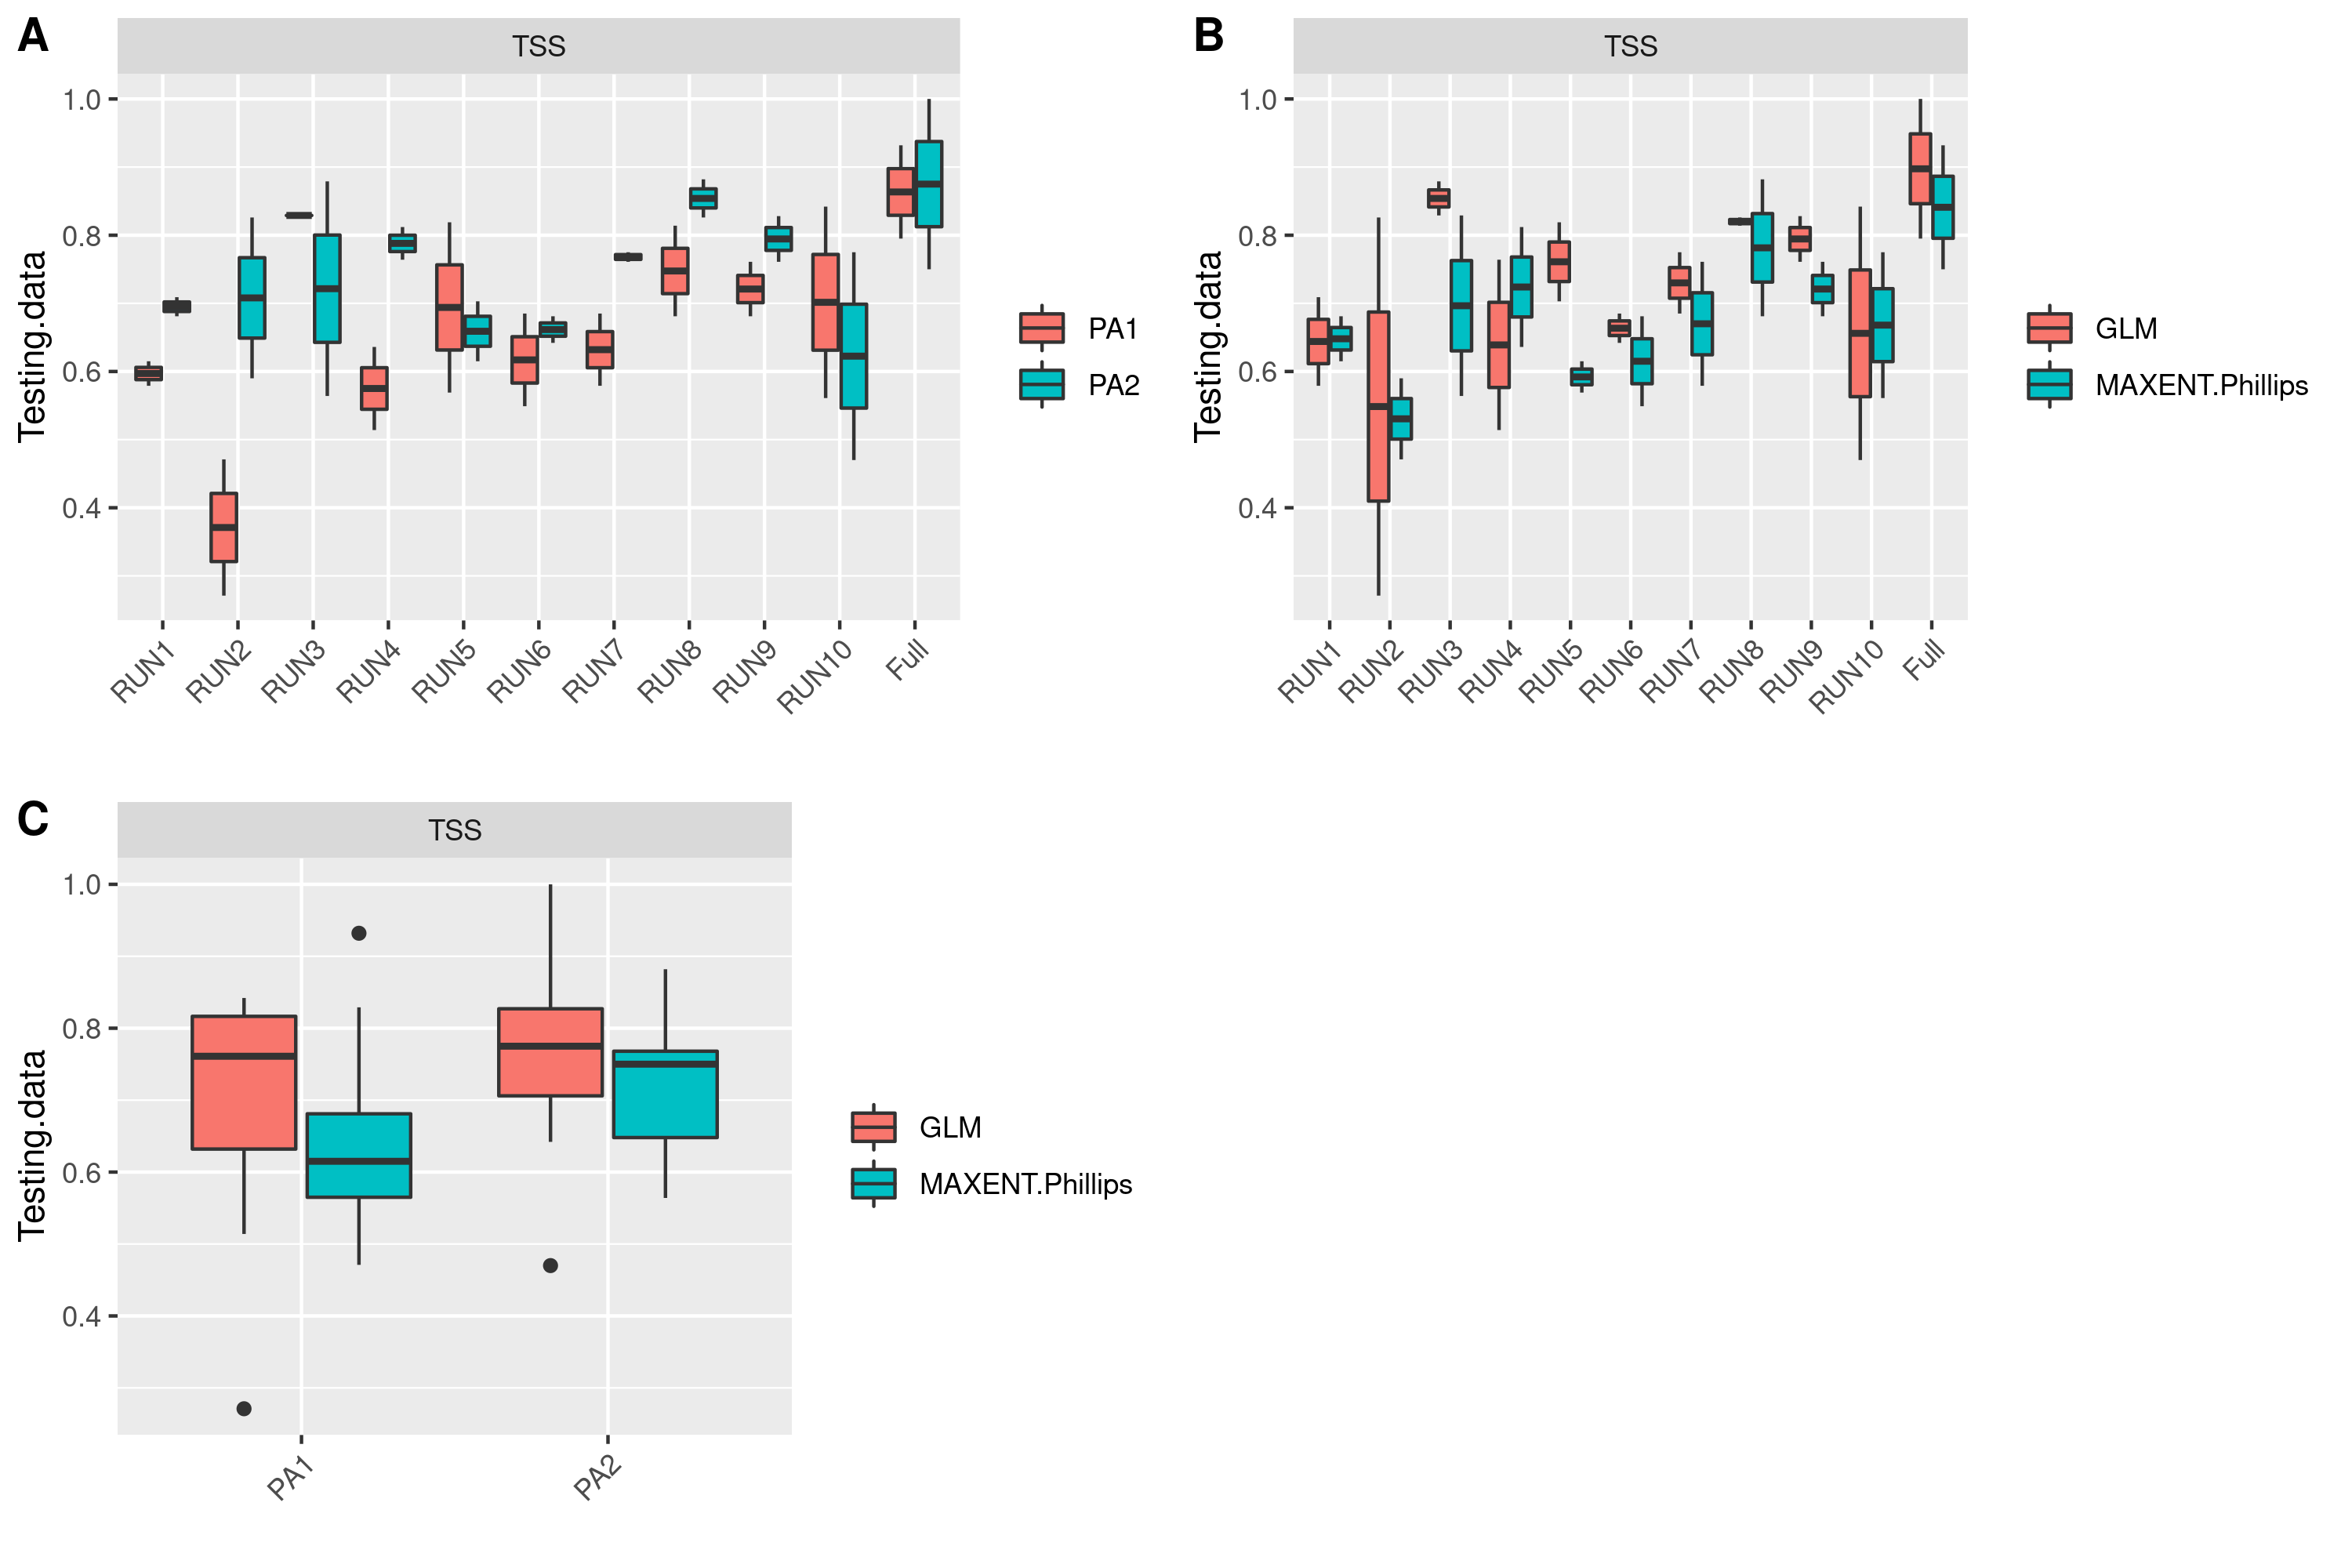 A
TSS
Testing.data
1.0
0.8
0.6
0.4
RUN1
RUN2
RUN3
RUN4
RUN5
RUN6
RUN7
RUN8
RUN9
RUN10
Full
PA1
PA2
B
TSS
Testing.data
1.0
0.8
0.6
0.4
RUN1
RUN2
RUN3
RUN4
RUN5
RUN6
RUN7
RUN8
RUN9
RUN10
Full
GLM
MAXENT.Phillips
C
TSS
Testing.data
1.0
0.8
0.6
0.4
PA1
PA2
GLM
MAXENT.Phillips